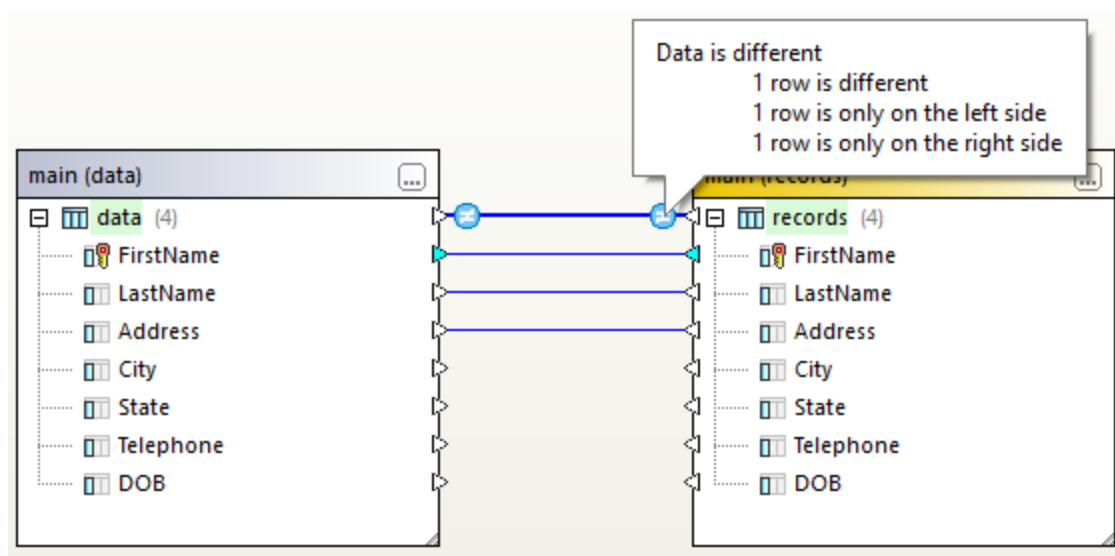 Data is different
1 row is different
1 row is only on the left side
1 row is only on the right side
main (data)
...
main (records)
...
data (4)
records (4)
FirstName
FirstName
LastName
LastName
Address
Address
City
City
State
State
Telephone
Telephone
DOB
DOB